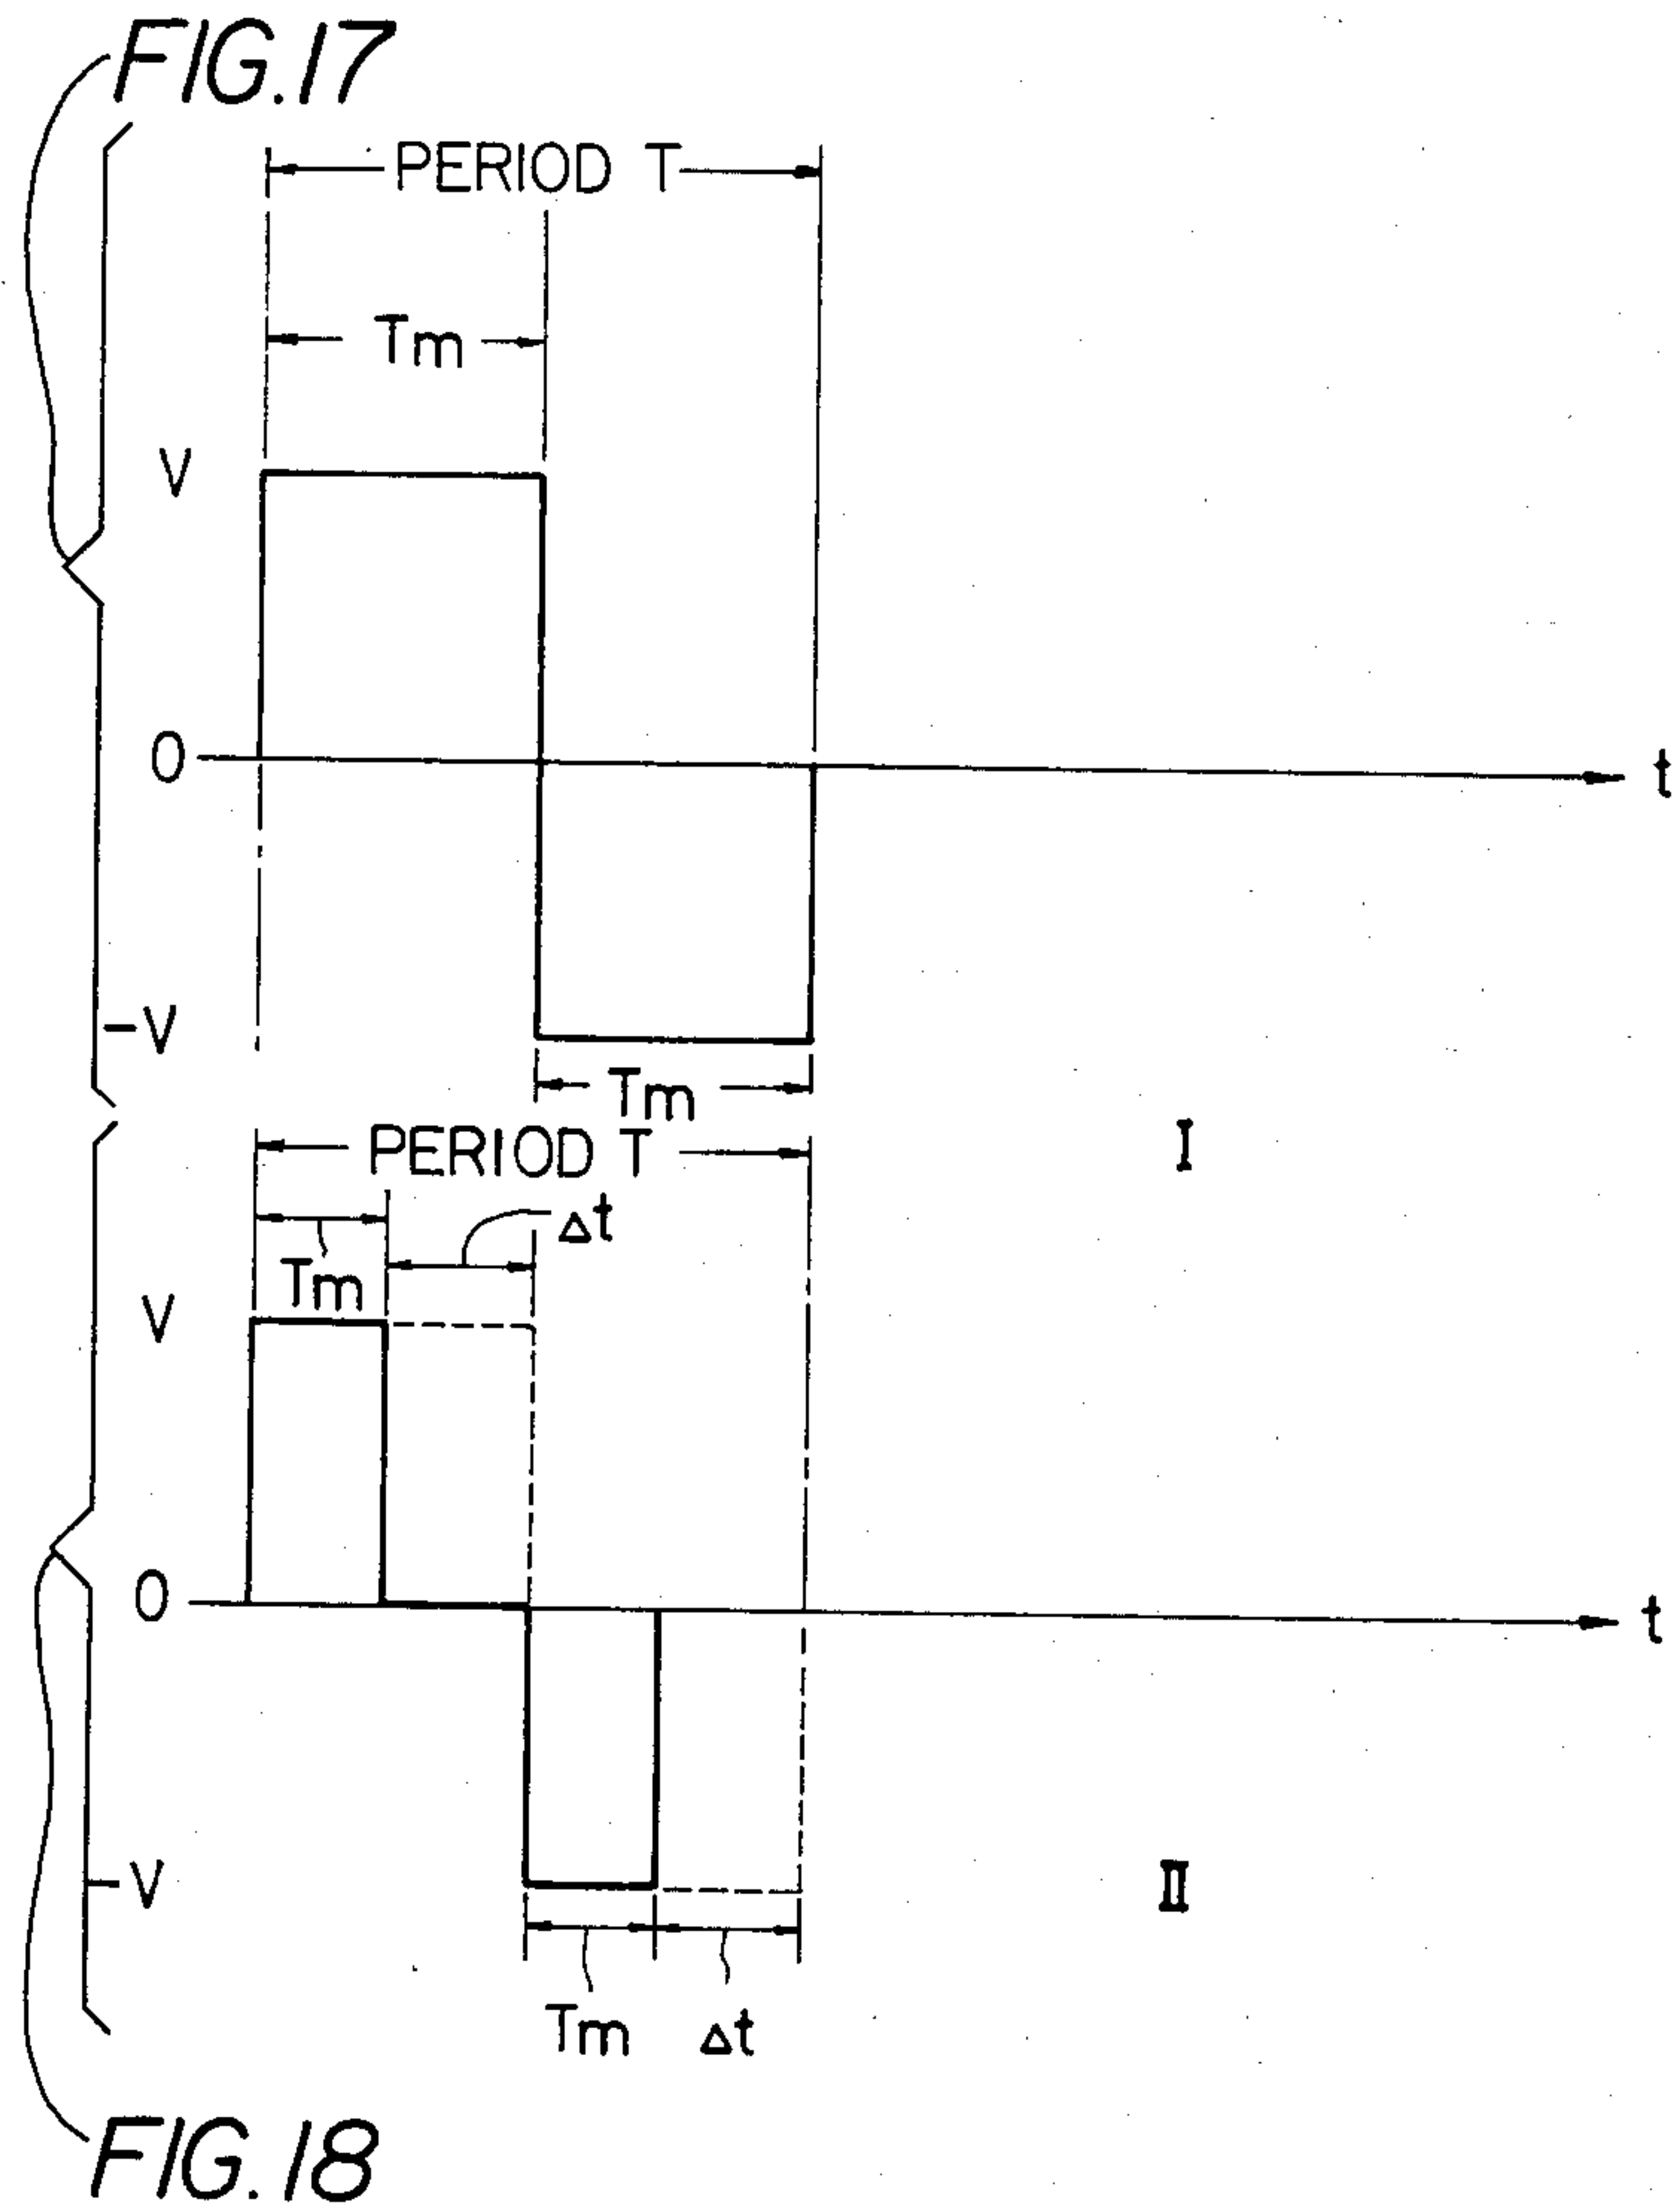 FIG.17
PERIOD T
Tm
V
0
t
-V
Tm
I
PERIOD T
Δt
Tm
V
0
t
-V
II
Tm Δt
FIG.18